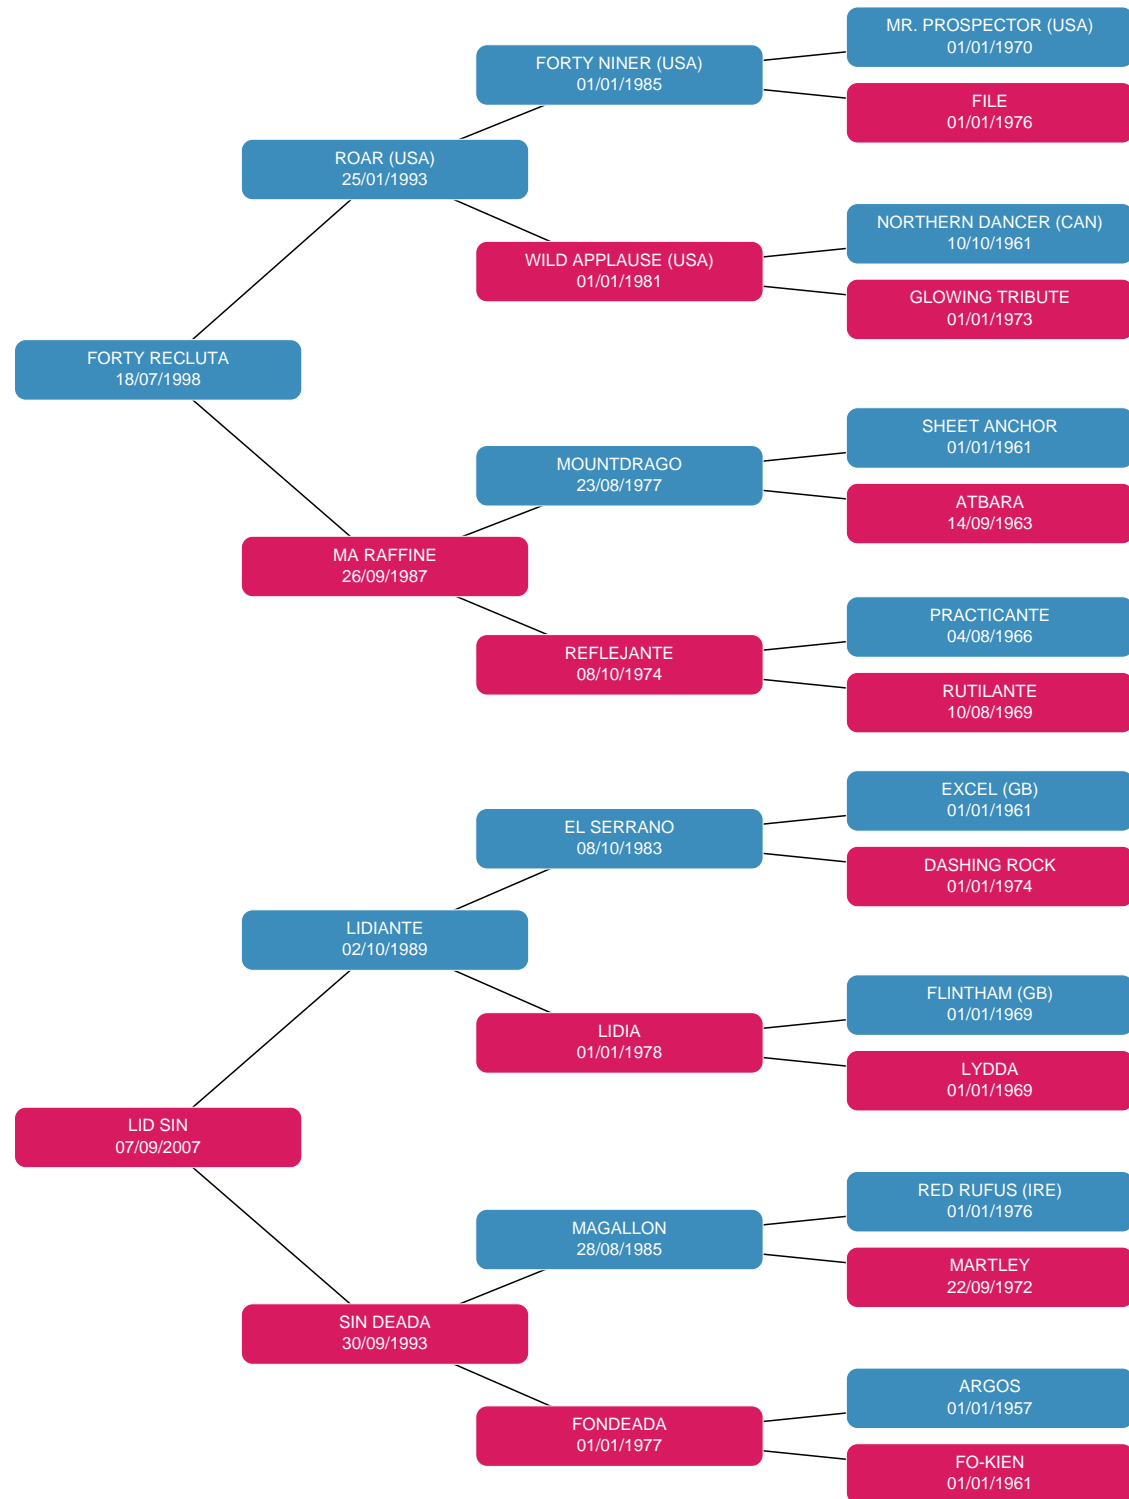 MR. PROSPECTOR (USA)
01/01/1970
FORTY NINER (USA)
01/01/1985
FILE
01/01/1976
ROAR (USA)
25/01/1993
NORTHERN DANCER (CAN)
10/10/1961
WILD APPLAUSE (USA)
01/01/1981
GLOWING TRIBUTE
01/01/1973
FORTY RECLUTA
18/07/1998
SHEET ANCHOR
01/01/1961
MOUNTDRAGO
23/08/1977
ATBARA
14/09/1963
MA RAFFINE
26/09/1987
PRACTICANTE
04/08/1966
REFLEJANTE
08/10/1974
RUTILANTE
10/08/1969
EXCEL (GB)
01/01/1961
EL SERRANO
08/10/1983
DASHING ROCK
01/01/1974
LIDIANTE
02/10/1989
FLINTHAM (GB)
01/01/1969
LIDIA
01/01/1978
LYDDA
01/01/1969
LID SIN
07/09/2007
RED RUFUS (IRE)
01/01/1976
MAGALLON
28/08/1985
MARTLEY
22/09/1972
SIN DEADA
30/09/1993
ARGOS
01/01/1957
FONDEADA
01/01/1977
FO-KIEN
01/01/1961